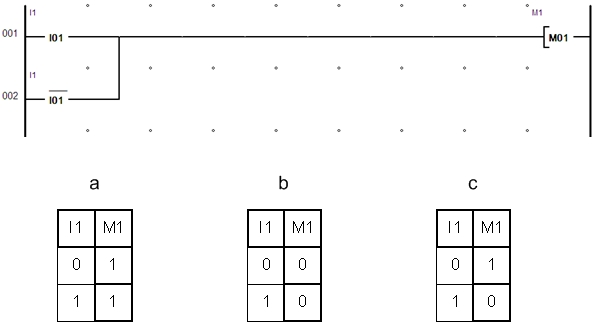 I1 M1
001 I01 M01
I1
002 I01
a b c
I1 M1 I1 M1 I1 M1
0 1 0 0 0 1
1 1 1 0 1 0